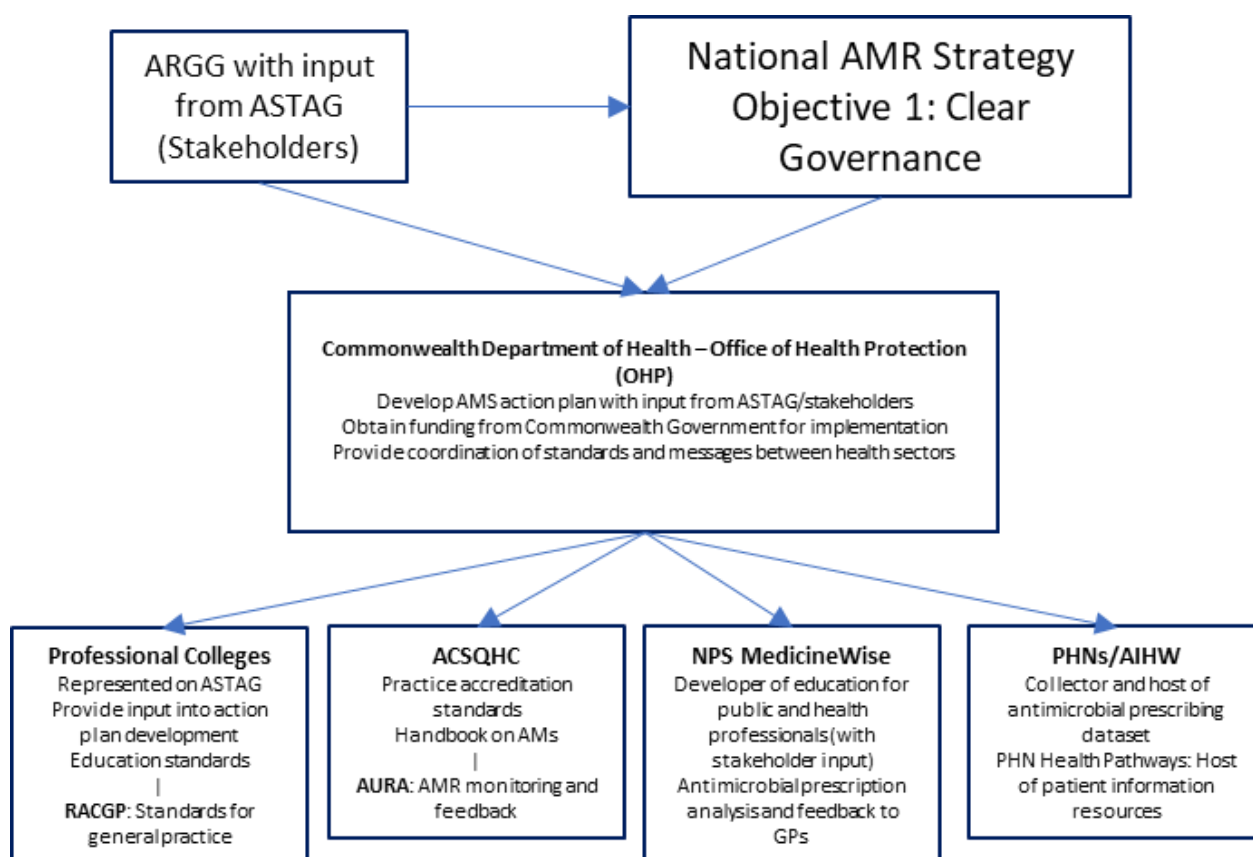 ARGG with input
from ASTAG
(Stakeholders)
National AMR Strategy
Objective 1: Clear
Governance
Commonwealth Department of Health – Office of Health Protection
(OHP)
Develop AMS action plan with input from ASTAG/stakeholders
Obtain funding from Commonwealth Government for implementation
Provide coordination of standards and messages between health sectors
Professional Colleges
Represented on ASTAG
Provide input into action
plan development
Education standards
|
RACGP: Standards for
general practice
ACSQHC
Practice accreditation
standards
Handbook on AMs
|
AURA: AMR monitoring and
feedback
NPS MedicineWise
Developer of education for
public and health
professionals (with
stakeholder input)
Antimicrobial prescription
analysis and feedback to
GPs
PHNs/AIHW
Collector and host of
antimicrobial prescribing
dataset
PHN Health Pathways: Host
of patient information
resources